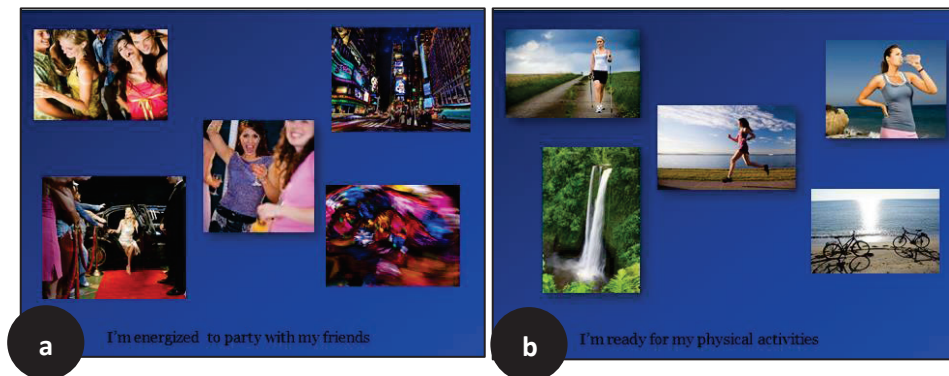 I'm energized to party with my friends
a
I'm ready for my physical activities
b